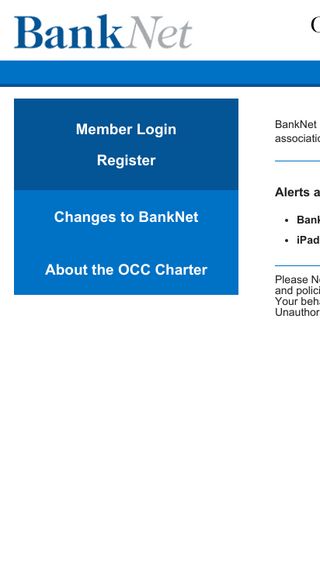 BankNet
Member Login
Register
Changes to BankNet
About the OCC Charter
BankNet
associatio
Alerts a
• Bank
• iPad
Please No
and polici
Your beha
Unauthor